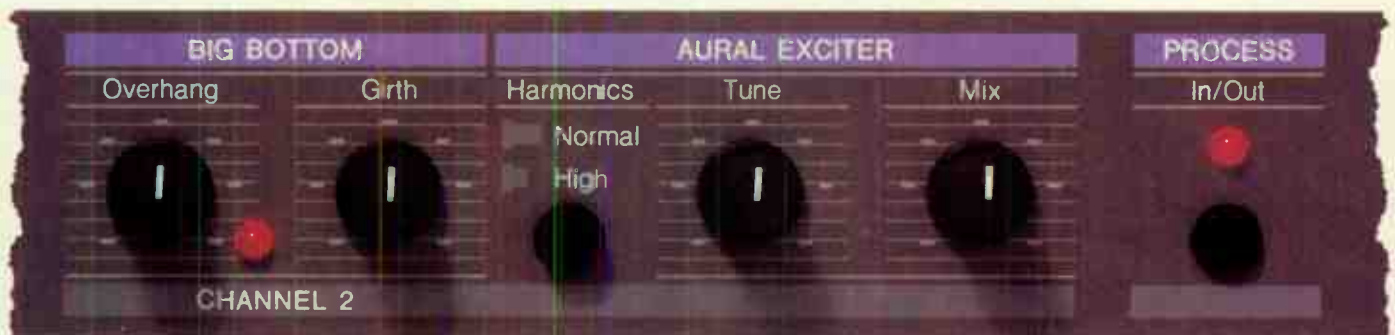 BIG BOTTOM
AURAL EXCITER
PROCESS
Overhang
Girth
Harmonics
Tune
Mix
In/Out
Normal
High
CHANNEL 2